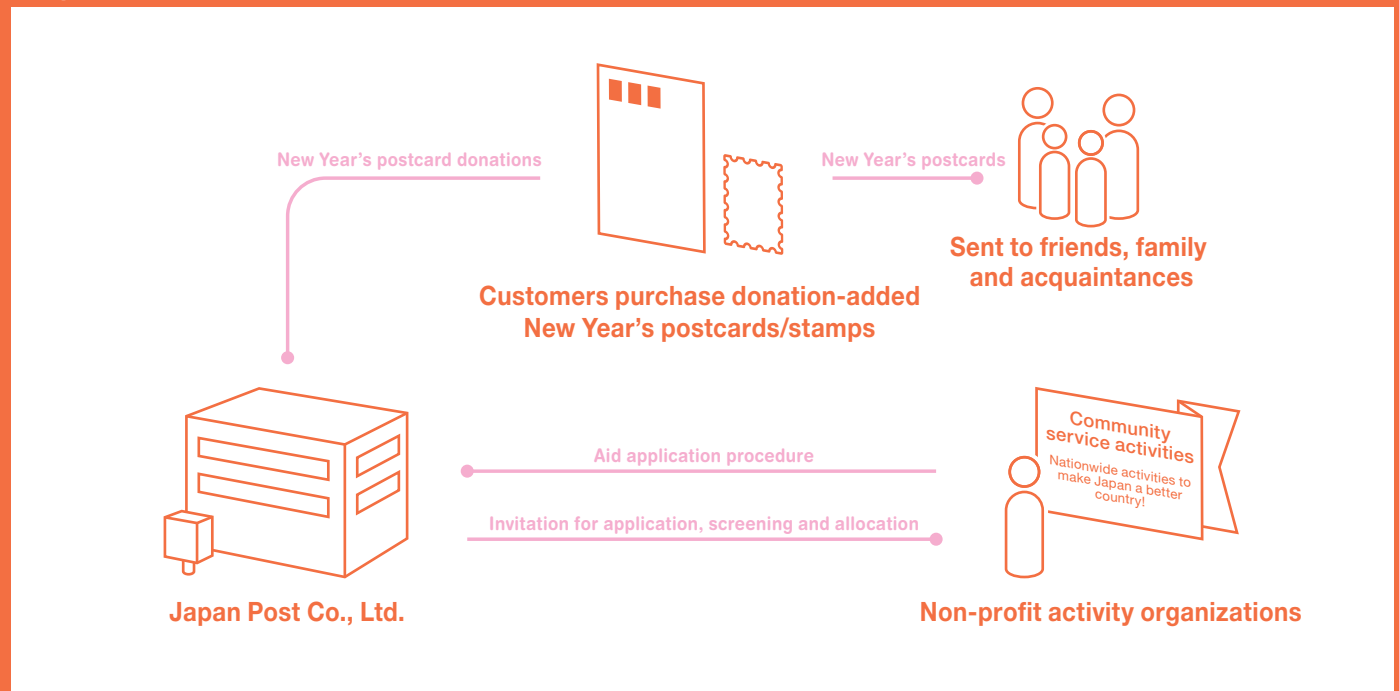 New Year’s postcard donations
New Year’s postcards
Sent to friends, family
and acquaintances
Customers purchase donation-added
New Year’s postcards/stamps
Community
service activities
Nationwide activities to
make Japan a better
country!
Aid application procedure
Invitation for application, screening and allocation
Japan Post Co., Ltd.
Non-profit activity organizations